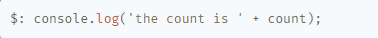 $: console.log('the count is ' + count);